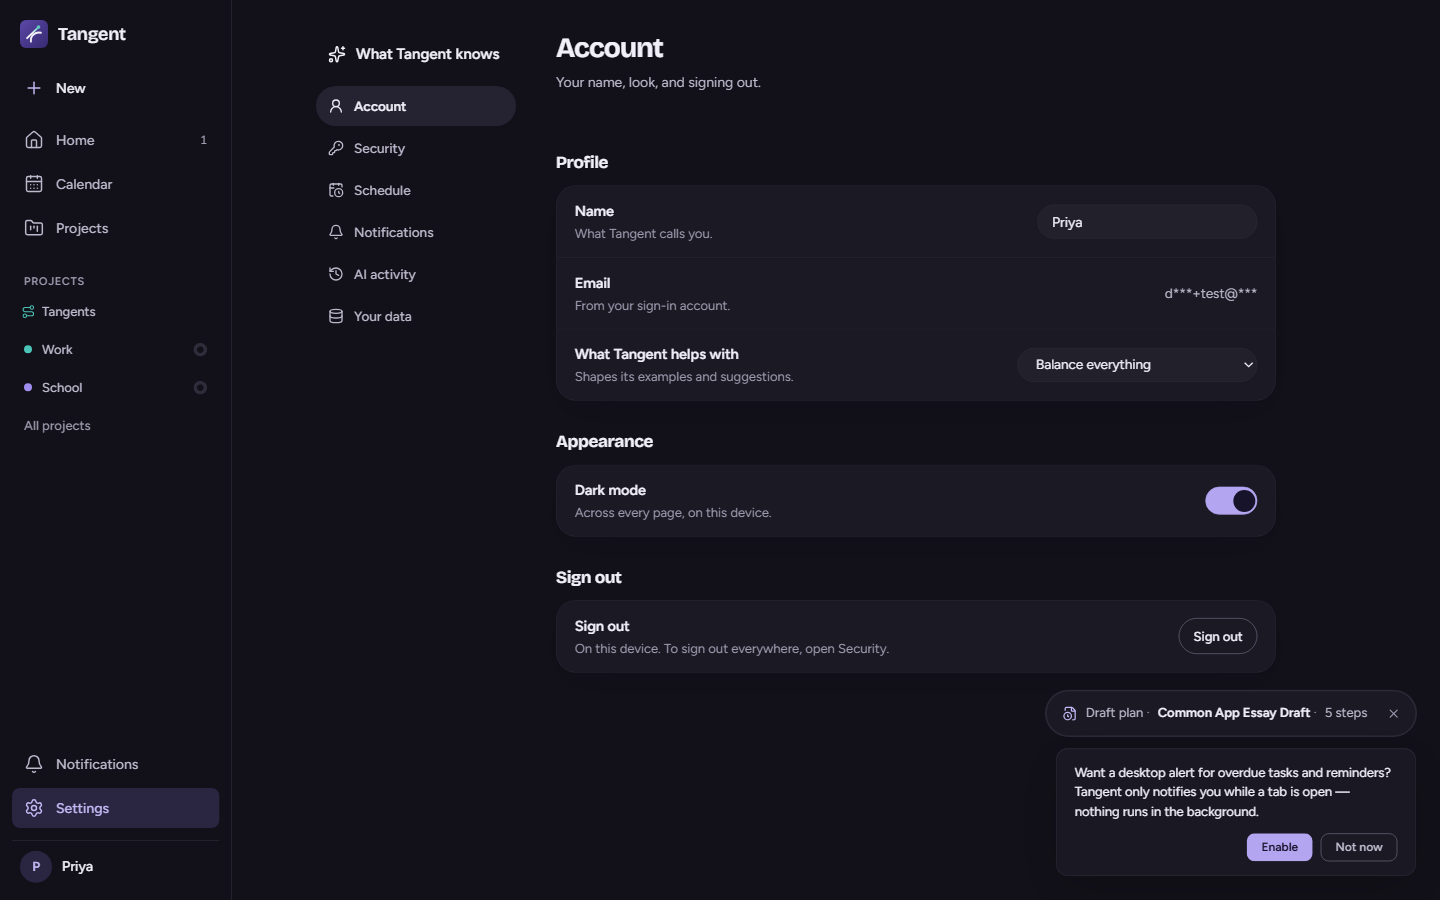 Tangent
New
Home 1
Calendar
Projects
PROJECTS
Tangents
Work
School
All projects
Notifications
Settings
P Priya
What Tangent knows
Account
Security
Schedule
Notifications
AI activity
Your data
Account
Your name, look, and signing out.
Profile
Name
What Tangent calls you.
Priya
Email
From your sign-in account.
d***+test@***
What Tangent helps with
Shapes its examples and suggestions.
Balance everything
Appearance
Dark mode
Across every page, on this device.
Sign out
Sign out
On this device. To sign out everywhere, open Security.
Sign out
Draft plan · Common App Essay Draft · 5 steps
Want a desktop alert for overdue tasks and reminders?
Tangent only notifies you while a tab is open —
nothing runs in the background.
Enable Not now